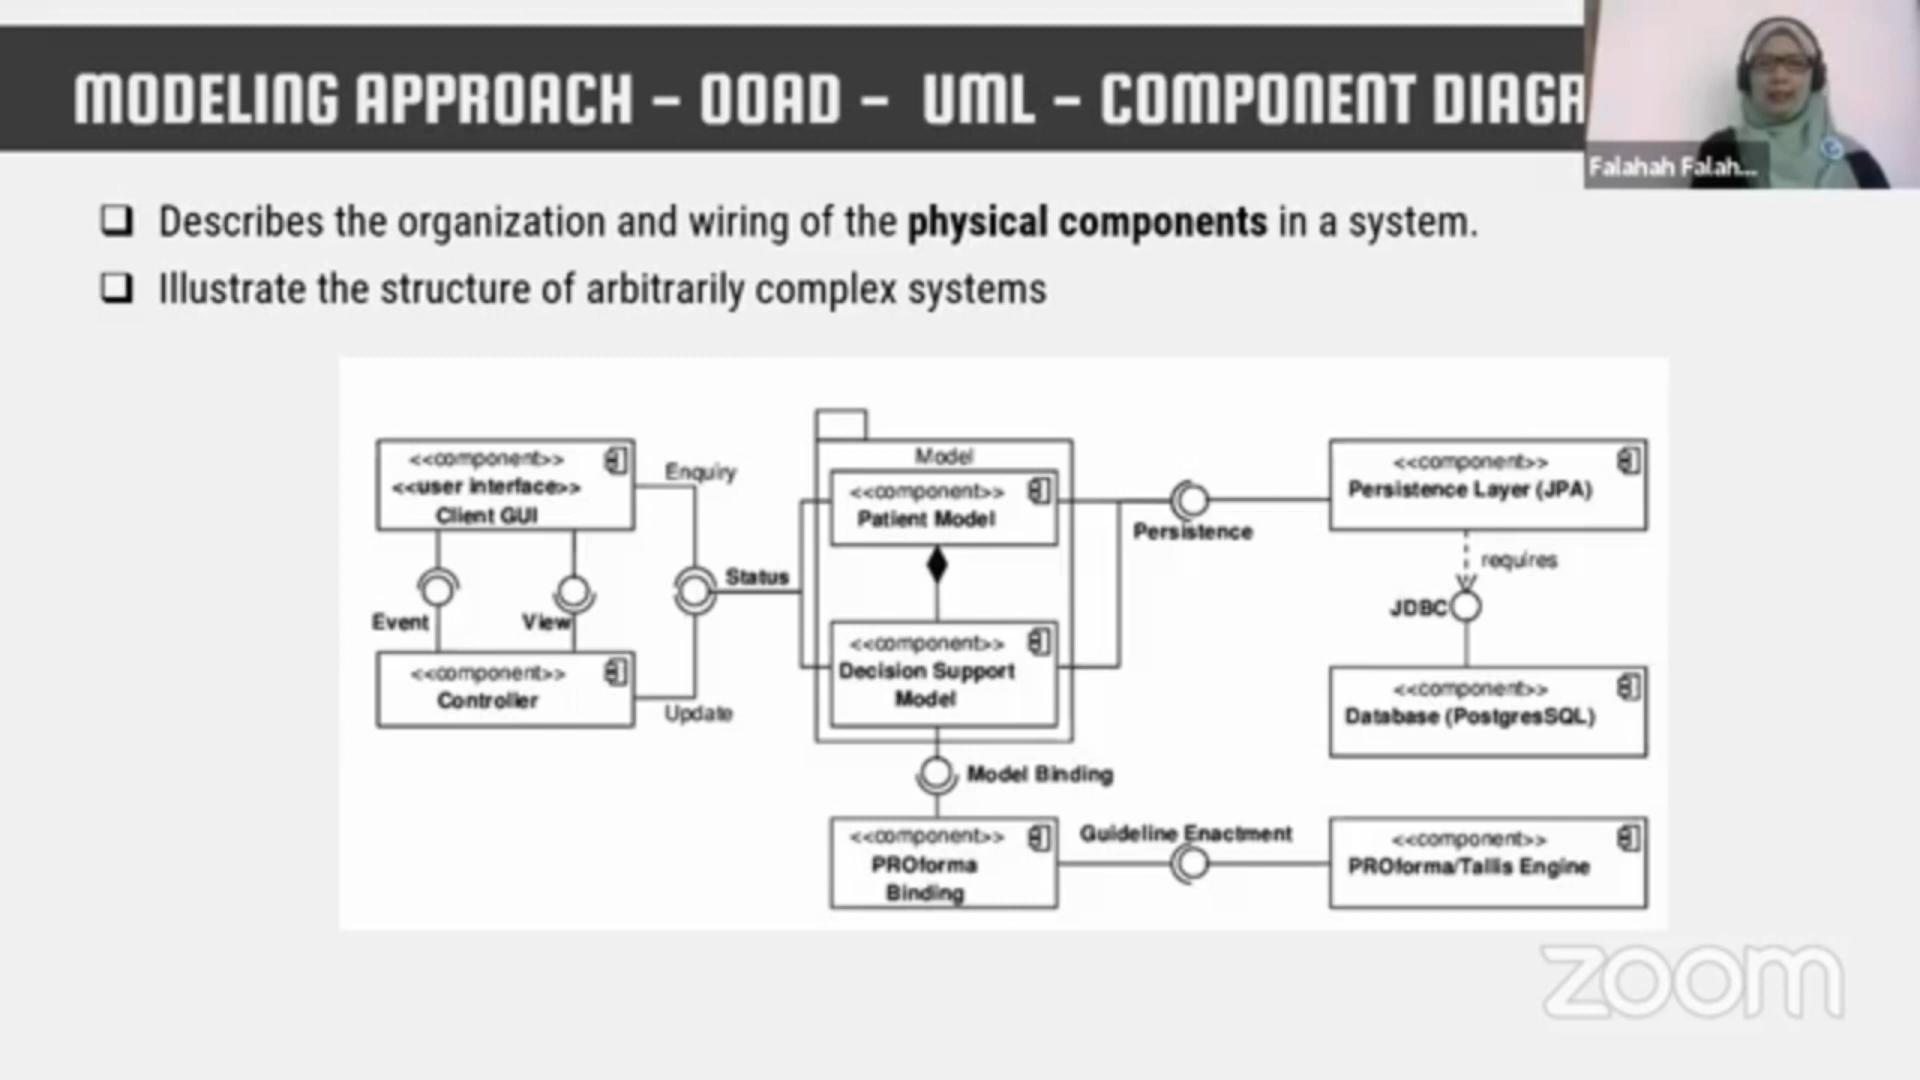 MODELING APPROACH – OOAD – UML – COMPONENT DIAGR
Falahah Falah...
Describes the organization and wiring of the physical components in a system.
Illustrate the structure of arbitrarily complex systems
<<component>>
<<user interface>>
Client GUI
Enquiry
Event
View
Status
<<component>>
Controller
Update
Model
<<component>>
Patient Model
<<component>>
Decision Support
Model
Persistence
<<component>>
Persistence Layer (JPA)
requires
JDBC
<<component>>
Database (PostgresSQL)
Model Binding
<<component>>
PROforma
Binding
Guideline Enactment
<<component>>
PROforma/Tallis Engine
zoom